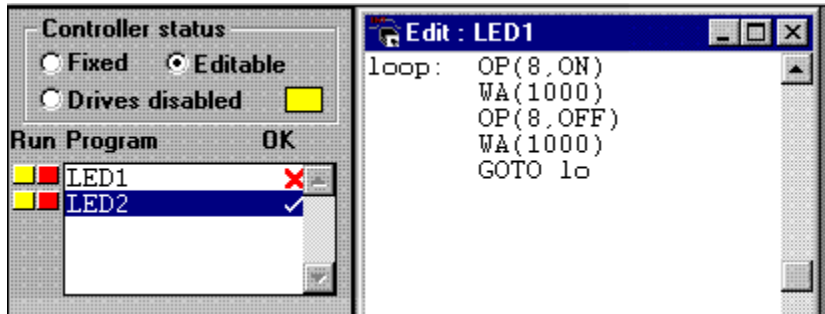 Controller status
Fixed Editable
Drives disabled
Run Program OK
LED1
LED2
Edit : LED1
loop: OP(8,ON)
WA(1000)
OP(8,OFF)
WA(1000)
GOTO lo